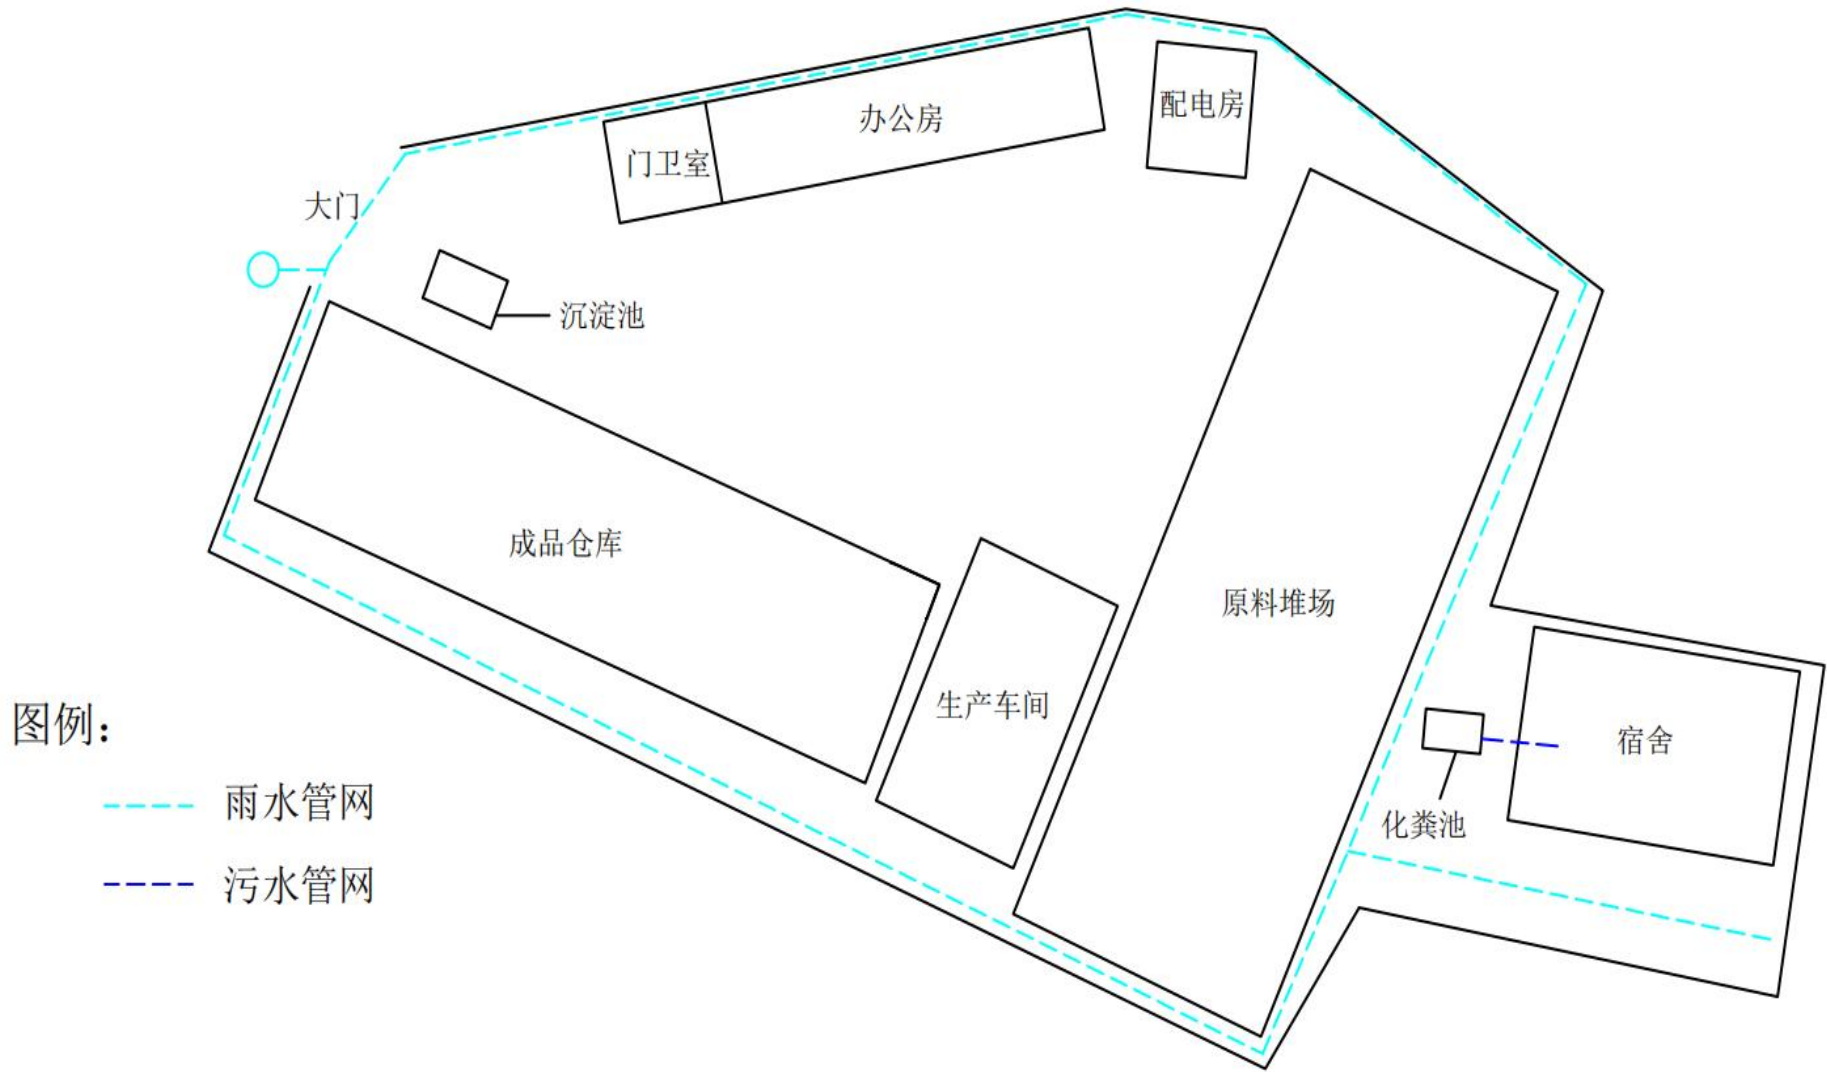 配电房
办公房
门卫室
大门
沉淀池
成品仓库
原料堆场
生产车间
宿舍
化粪池
图例：
雨水管网
污水管网